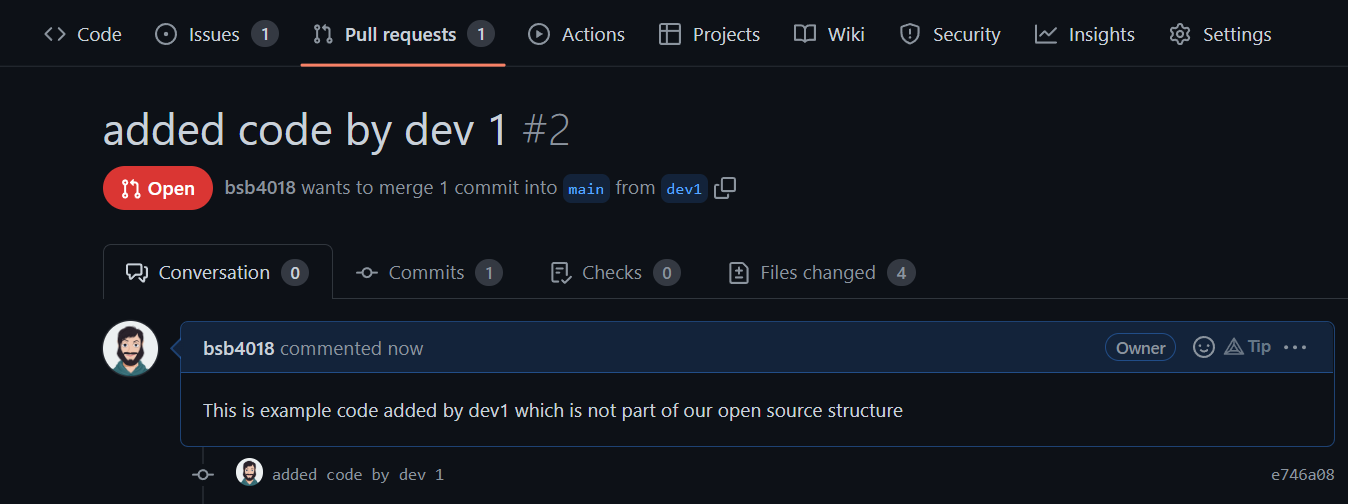 Code Issues 1 Pull requests 1 Actions Projects Wiki Security Insights Settings
added code by dev 1 #2
Open bsb4018 wants to merge 1 commit into main from dev1
Conversation 0 Commits 1 Checks 0 Files changed 4
bsb4018 commented now Owner Tip
This is example code added by dev1 which is not part of our open source structure
added code by dev 1 e746a08